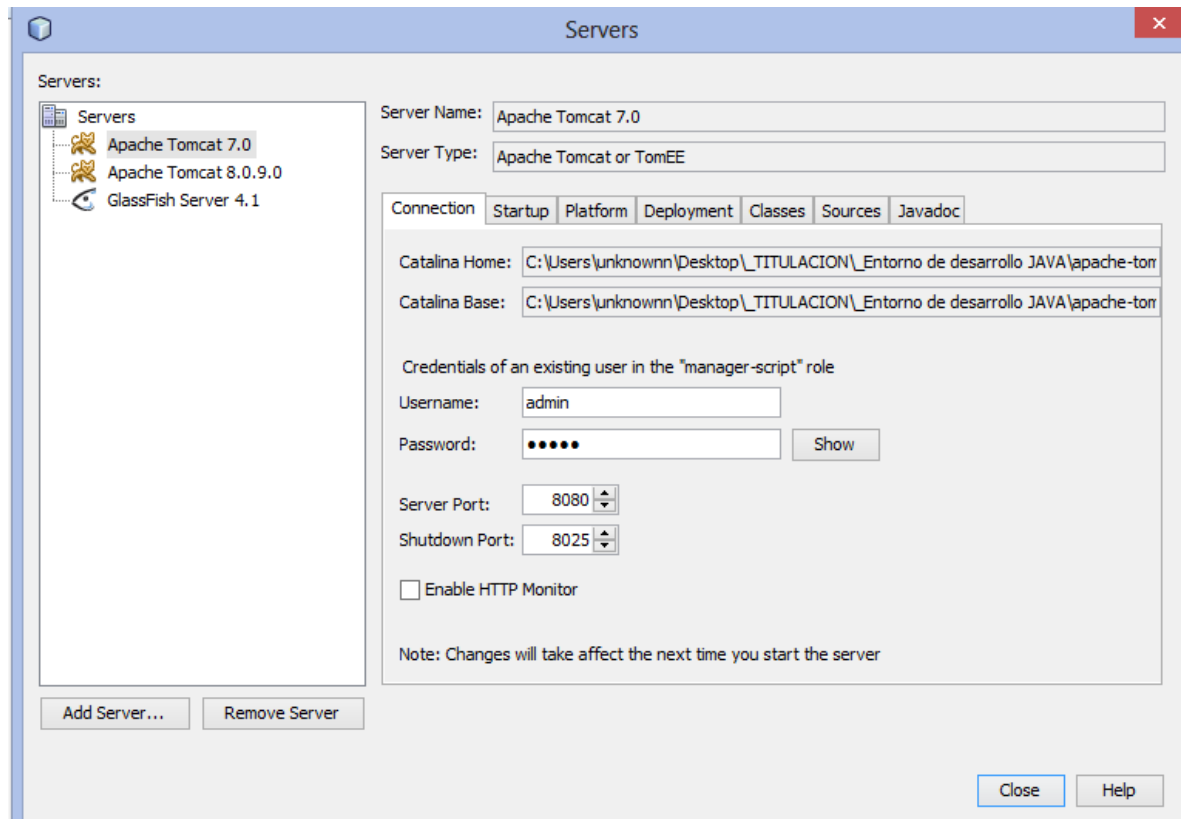 Servers
Servers:
Servers
Apache Tomcat 7.0
Apache Tomcat 8.0.9.0
GlassFish Server 4.1
Add Server...
Remove Server
Server Name: Apache Tomcat 7.0
Server Type: Apache Tomcat or TomEE
Connection Startup Platform Deployment Classes Sources Javadoc
Catalina Home: C:\Users\unknownn\Desktop\_TITULACION\_Entorno de desarrollo JAVA\apache-tom
Catalina Base: C:\Users\unknownn\Desktop\_TITULACION\_Entorno de desarrollo JAVA\apache-tom
Credentials of an existing user in the "manager-script" role
Username: admin
Password: ●●●●● Show
Server Port: 8080
Shutdown Port: 8025
Enable HTTP Monitor
Note: Changes will take affect the next time you start the server
Close Help